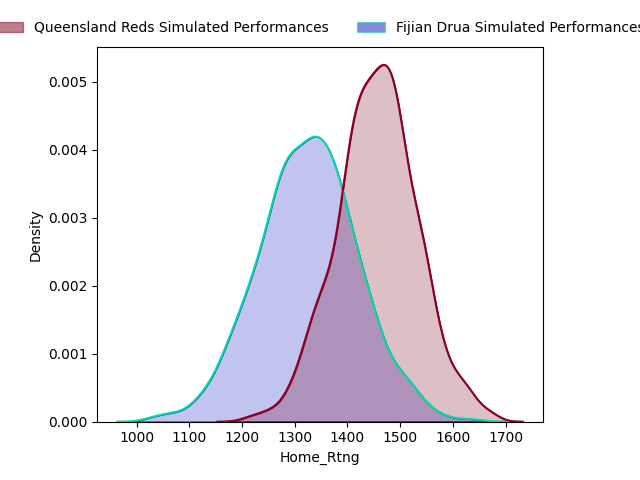 Queensland Reds Simulated Performances Fijian Drua Simulated Performances
0.005
0.004
0.003
0.002
0.001
0.000
Density
1000 1100 1200 1300 1400 1500 1600 1700
Home_Rtng